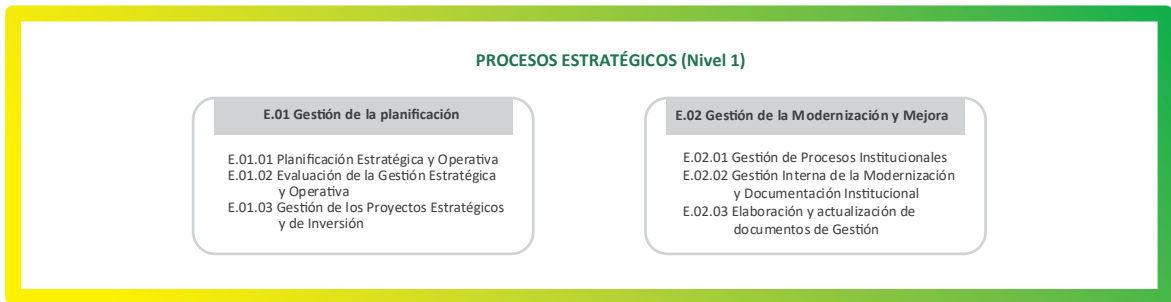 PROCESOS ESTRATÉGICOS (Nivel 1)
E.01 Gestión de la planificación
E.01.01 Planificación Estratégica y Operativa
E.01.02 Evaluación de la Gestión Estratégica
y Operativa
E.01.03 Gestión de los Proyectos Estratégicos
y de Inversión
E.02 Gestión de la Modernización y Mejora
E.02.01 Gestión de Procesos Institucionales
E.02.02 Gestión Interna de la Modernización
y Documentación Institucional
E.02.03 Elaboración y actualización de
documentos de Gestión